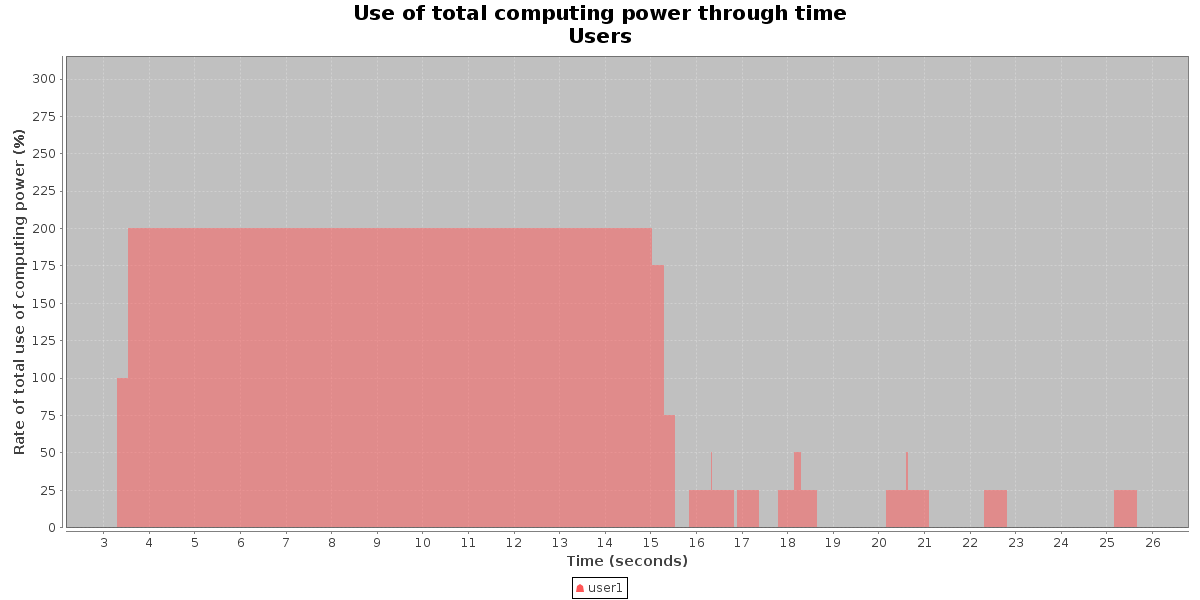 Use of total computing power through time
Users
Rate of total use of computing power (%)
300
275
250
225
200
175
150
125
100
75
50
25
0
3 4 5 6 7 8 9 10 11 12 13 14 15 16 17 18 19 20 21 22 23 24 25 26
Time (seconds)
user1